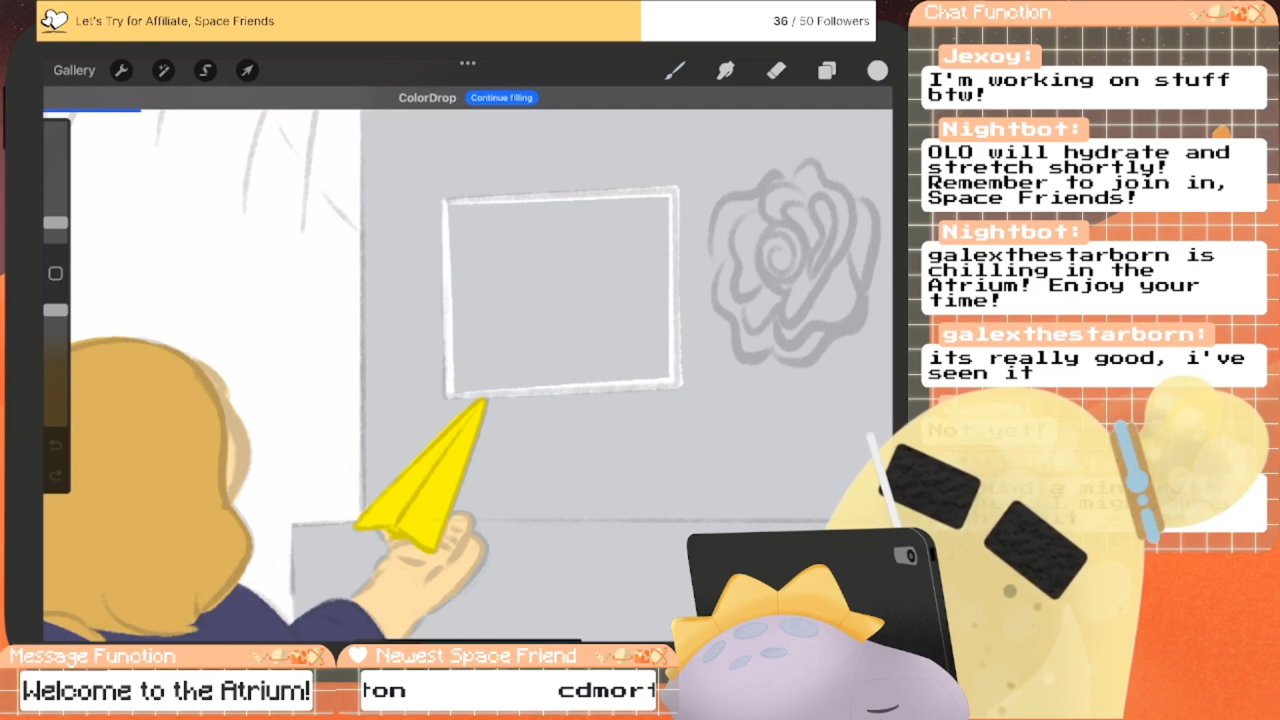 Let's Try for Affiliate, Space Friends
36 / 50 Followers
Gallery
ColorDrop
Continue filling
Chat Function
Jexoy:
I'm working on stuff
btw!
Nightbot:
OLO will hydrate and
stretch shortly!
Remember to join in,
Space Friends!
Nightbot:
galexthestarborn is
chilling in the
Atrium! Enjoy your
time!
galexthestarborn:
its really good, i've
seen it
Not yet!
Message Function
Welcome to the Atrium!
Newest Space Friend